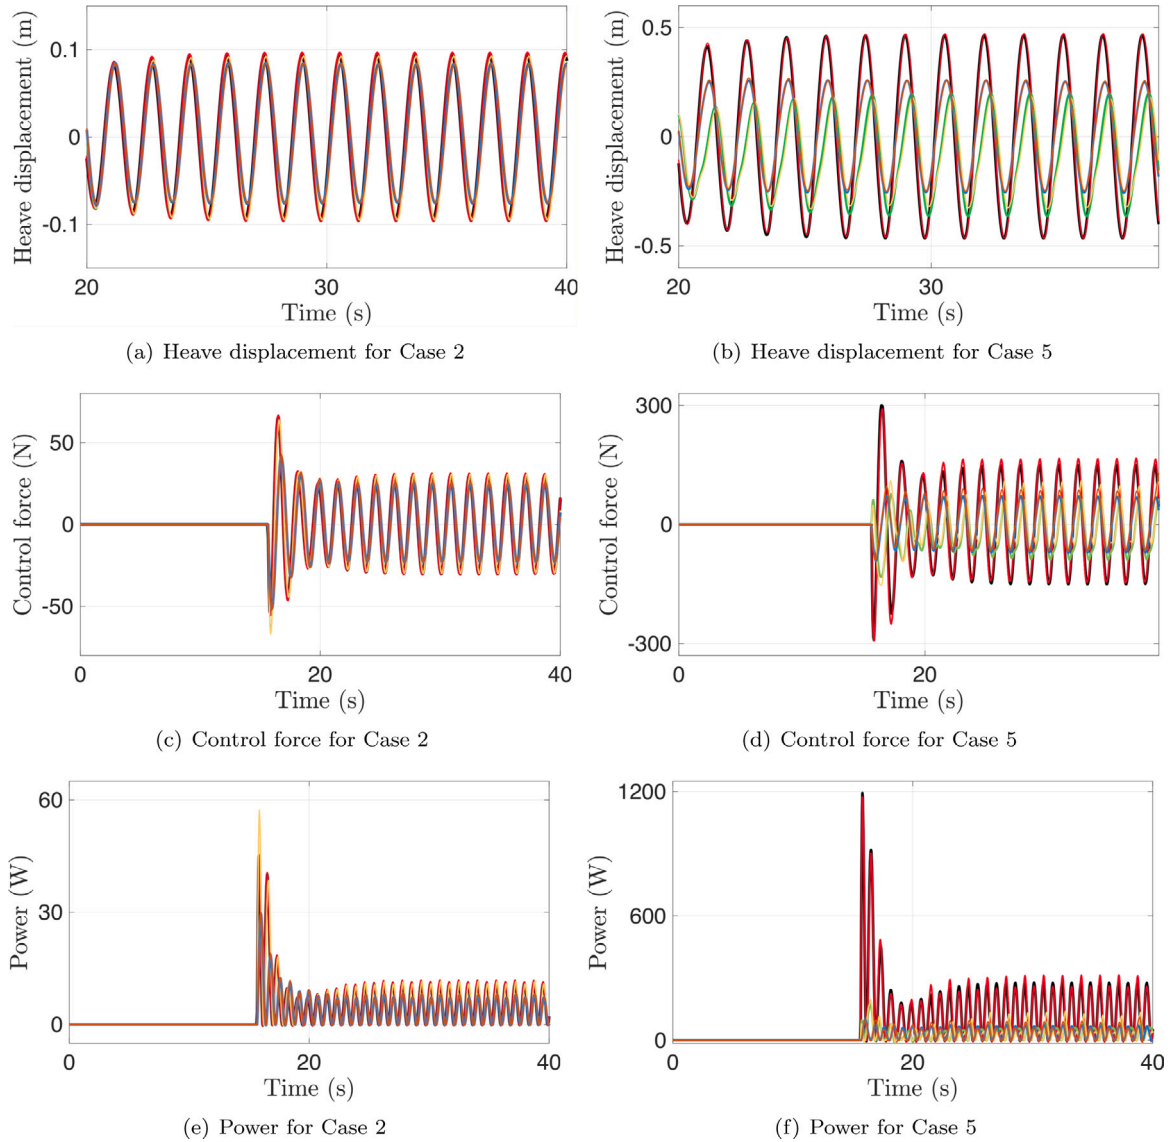 Heave displacement (m)
0.1
0
-0.1
20
30
40
Time (s)
(a) Heave displacement for Case 2
Heave displacement (m)
0.5
0
-0.5
20
30
Time (s)
(b) Heave displacement for Case 5
Control force (N)
50
0
-50
0
20
40
Time (s)
(c) Control force for Case 2
Control force (N)
300
0
-300
0
20
Time (s)
(d) Control force for Case 5
Power (W)
60
30
0
0
20
40
Time (s)
(e) Power for Case 2
Power (W)
1200
600
0
0
20
40
Time (s)
(f) Power for Case 5